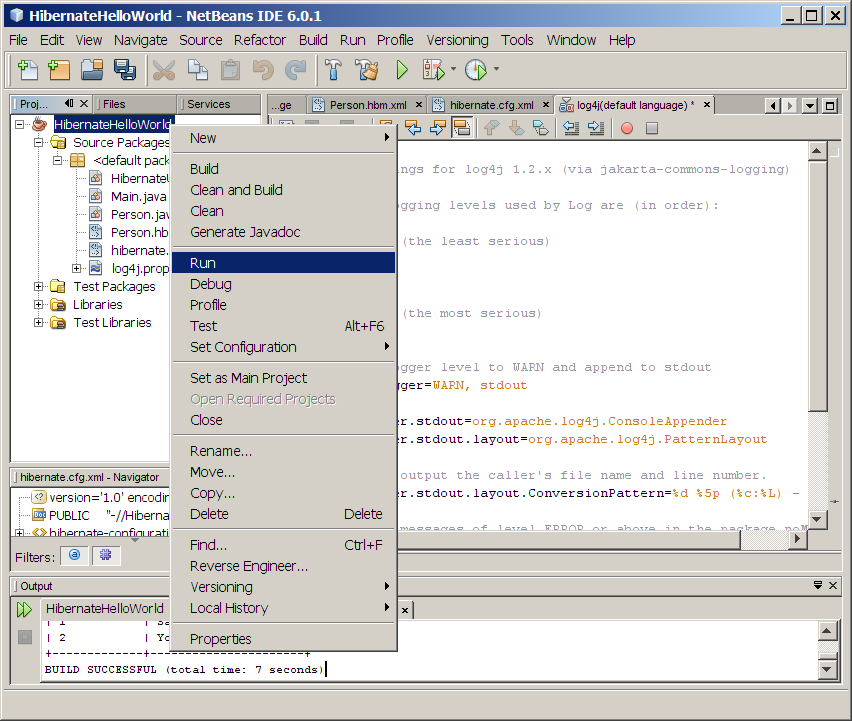 HibernateHelloWorld - NetBeans IDE 6.0.1
File Edit View Navigate Source Refactor Build Run Profile Versioning Tools Window Help
Proj... Files Services
...ge Person.hbm.xml hibernate.cfg.xml log4j(default language) *
HibernateHelloWorld
Source Packages
<default pack
Hibernate
Main.java
Person.jav
Person.hb
hibernate.
log4j.prop
Test Packages
Libraries
Test Libraries
New
Build
Clean and Build
Clean
Generate Javadoc
Run
Debug
Profile
Test Alt+F6
Set Configuration
Set as Main Project
Open Required Projects
Close
Rename...
Move...
Copy...
Delete Delete
Find... Ctrl+F
Reverse Engineer...
Versioning
Local History
Properties
ngs for log4j 1.2.x (via jakarta-commons-logging)
ogging levels used by Log are (in order):
(the least serious)
(the most serious)
ogger level to WARN and append to stdout
gger=WARN, stdout
er.stdout=org.apache.log4j.ConsoleAppender
er.stdout.layout=org.apache.log4j.PatternLayout
output the caller's file name and line number.
er.stdout.layout.ConversionPattern=%d %5p (%c:%L) -
messages of level ERROR or above in the package noM
hibernate.cfg.xml - Navigator
version='1.0' encodin
PUBLIC "-//Hiberna
hibernate-configuratio
Filters:
Output
HibernateHelloWorld
| 1 | Sa
| 2 | Yo
+-------------+-----------------------+
BUILD SUCCESSFUL (total time: 7 seconds)